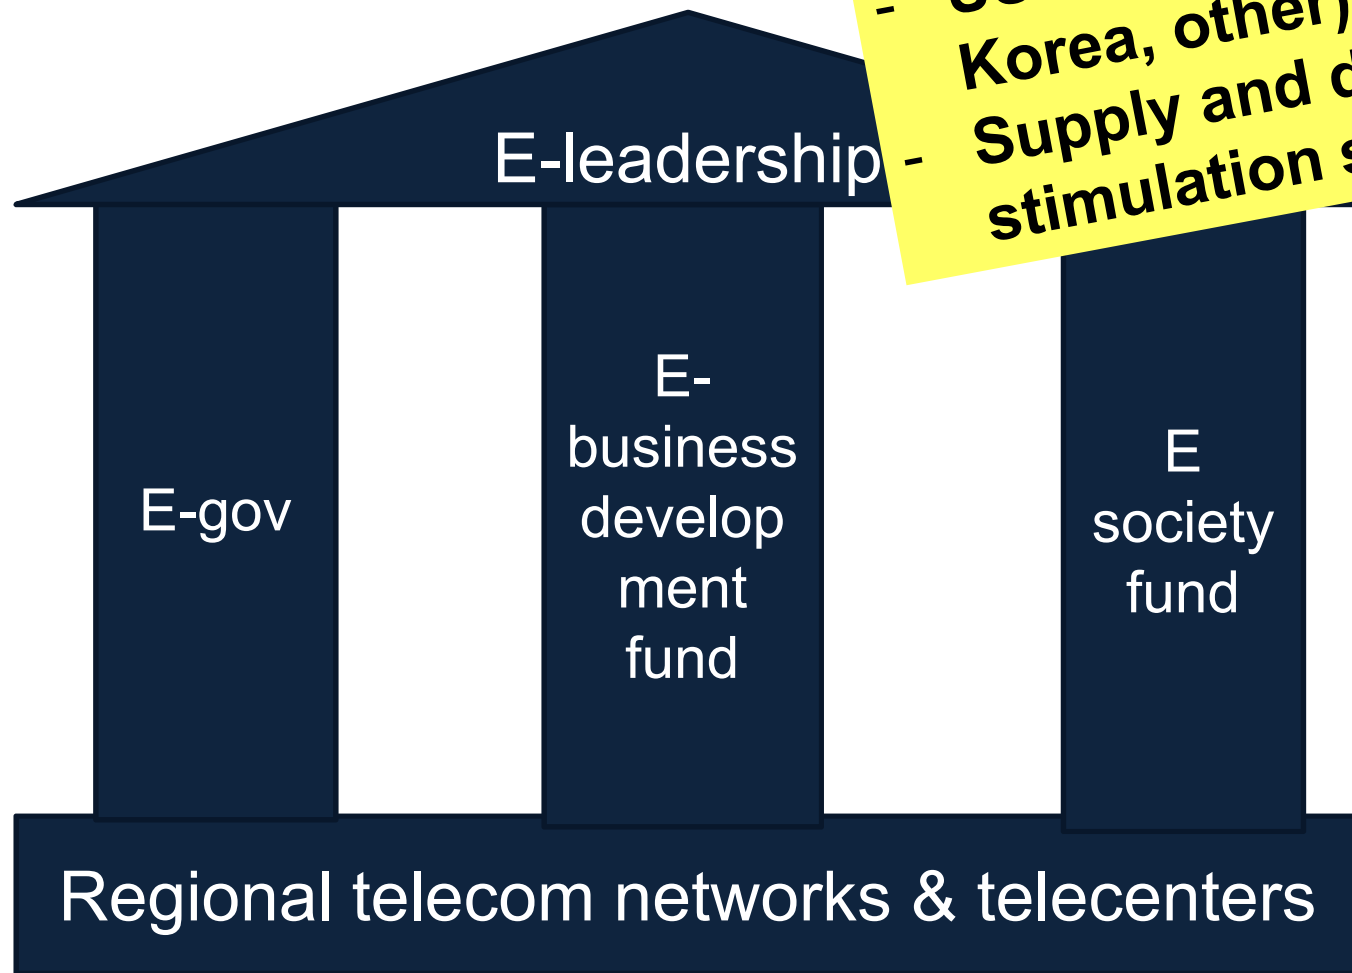 Korea, other)
- Supply and
stimulation
E-leadership
E-gov
E-
business
develop
ment
fund
E
society
fund
Regional telecom networks & telecenters